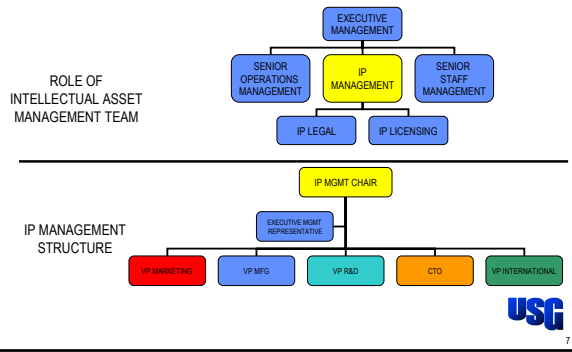 EXECUTIVE
MANAGEMENT
SENIOR
OPERATIONS
MANAGEMENT
IP
MANAGEMENT
SENIOR
STAFF
MANAGEMENT
ROLE OF
INTELLECTUAL ASSET
MANAGEMENT TEAM
IP LEGAL
IP LICENSING
IP MGMT CHAIR
EXECUTIVE MGMT
REPRESENTATIVE
IP MANAGEMENT
STRUCTURE
VP MARKETING
VP MFG
VP R&D
CTO
VP INTERNATIONAL
USG
7